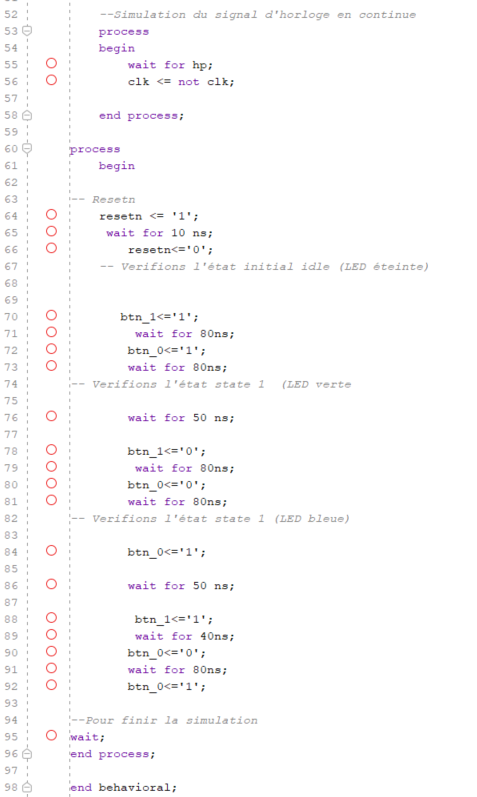 52 --Simulation du signal d'horloge en continue
53 process
54 begin
55 wait for hp;
56 clk <= not clk;
57
58 end process;
59
60 process
61 begin
62
63 -- Resetn
64 resetn <= '1';
65 wait for 10 ns;
66 resetn<='0';
67 -- Verifions l'état initial idle (LED éteinte)
68
69
70 btn_1<='1';
71 wait for 80ns;
72 btn_0<='1';
73 wait for 80ns;
74 -- Verifions l'état state 1  (LED verte
75
76 wait for 50 ns;
77
78 btn_1<='0';
79 wait for 80ns;
80 btn_0<='0';
81 wait for 80ns;
82 -- Verifions l'état state 1 (LED bleue)
83
84 btn_0<='1';
85
86 wait for 50 ns;
87
88 btn_1<='1';
89 wait for 40ns;
90 btn_0<='0';
91 wait for 80ns;
92 btn_0<='1';
93
94 --Pour finir la simulation
95 wait;
96 end process;
97
98 end behavioral;